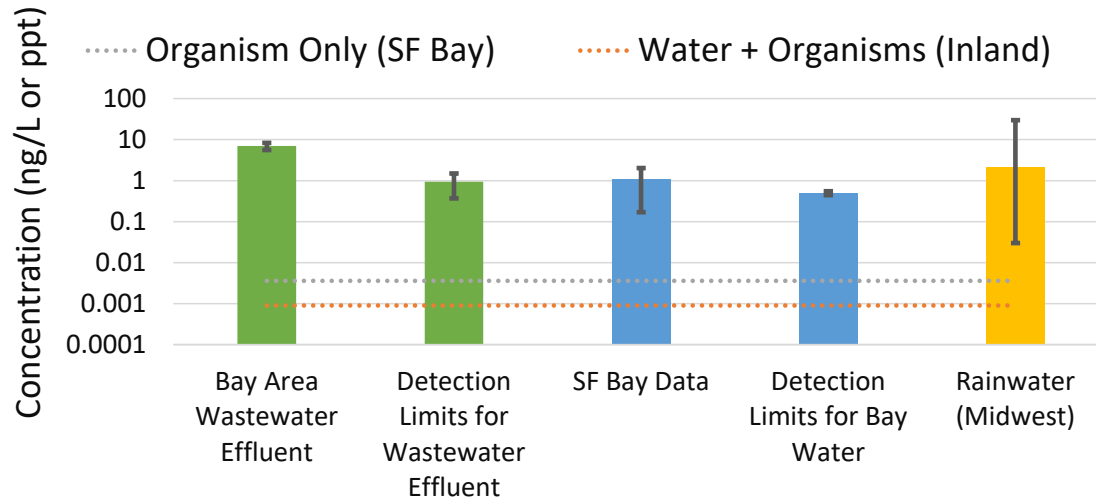 Organism Only (SF Bay) Water + Organisms (Inland)
Concentration (ng/L or ppt)
100
10
1
0.1
0.01
0.001
0.0001
Bay Area
Wastewater
Effluent
Detection
Limits for
Wastewater
Effluent
SF Bay Data
Detection
Limits for Bay
Water
Rainwater
(Midwest)